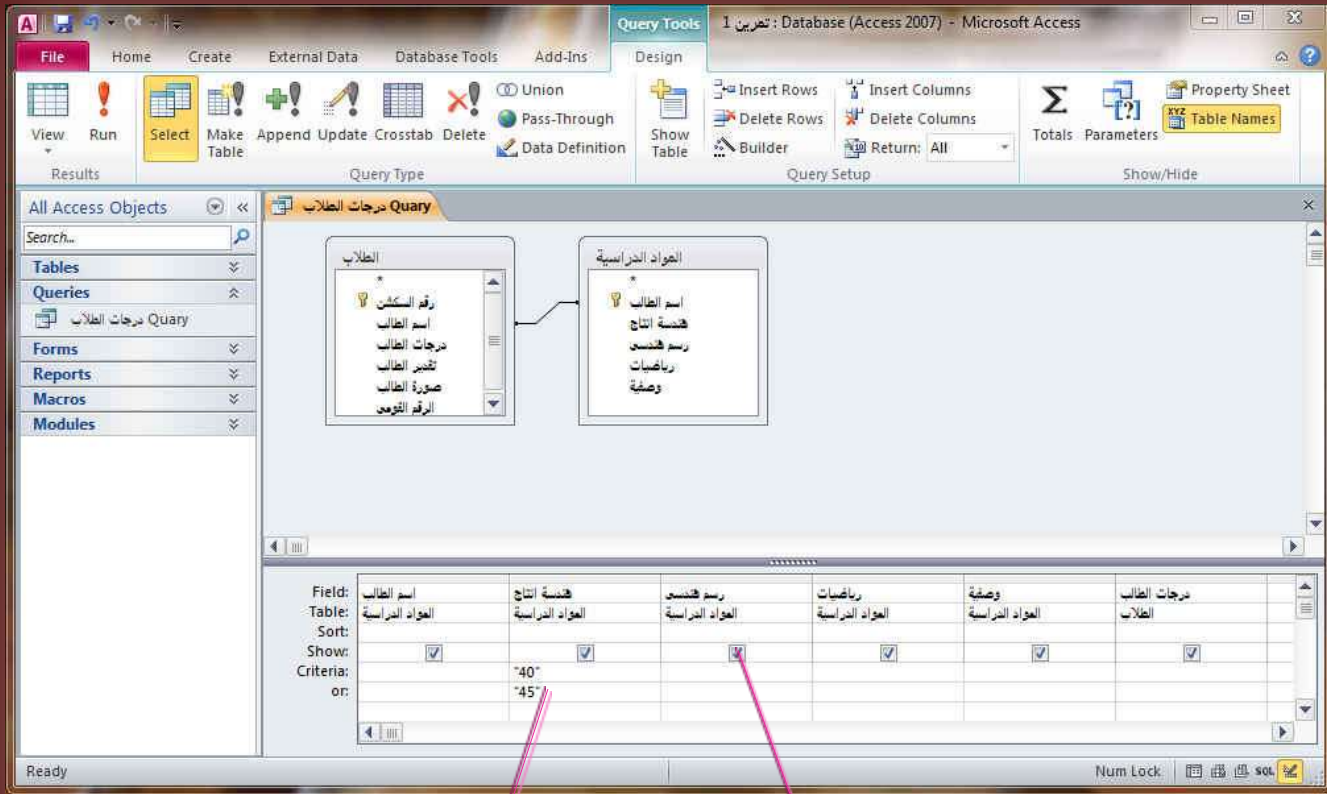 Query Tools
تمرين 1 : Database (Access 2007) - Microsoft Access
File Home Create External Data Database Tools Add-Ins Design
View Run Select Make Table Append Update Crosstab Delete
Union
Pass-Through
Data Definition
Show Table
Insert Rows
Delete Rows
Builder
Insert Columns
Delete Columns
Return: All
Totals Parameters
Property Sheet
Table Names
Results Query Type Query Setup Show/Hide
All Access Objects
Search...
Tables
Queries
درجات الطلاب Quary
Forms
Reports
Macros
Modules
درجات الطلاب Quary
الطلاب
*
رقم السكشن
اسم الطالب
درجات الطالب
تقدير الطالب
صورة الطالب
الرقم القومى
المواد الدراسية
*
اسم الطالب
هندسة انتاج
رسم هندسى
رياضيات
وصفية
Field: اسم الطالب هندسة انتاج رسم هندسى رياضيات وصفية درجات الطالب
Table: المواد الدراسية المواد الدراسية المواد الدراسية المواد الدراسية المواد الدراسية الطلاب
Sort:
Show:
Criteria: "40"
or: "45"
Ready Num Lock SQL